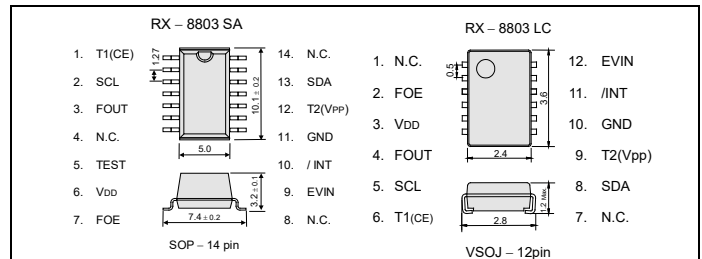 RX – 8803 SA
1. T1(CE)
2. SCL
3. FOUT
4. N.C.
5. TEST
6. VDD
7. FOE
1.27
10.1 ± 0.2
5.0
3.2 ± 0.1
7.4 ± 0.2
14. N.C.
13. SDA
12. T2(VPP)
11. GND
10. / INT
9. EVIN
8. N.C.
SOP – 14 pin
RX – 8803 LC
1. N.C.
2. FOE
3. VDD
4. FOUT
5. SCL
6. T1(CE)
0.5
3.6
2.4
1.2 Max.
2.8
12. EVIN
11. /INT
10. GND
9. T2(Vpp)
8. SDA
7. N.C.
VSOJ – 12pin